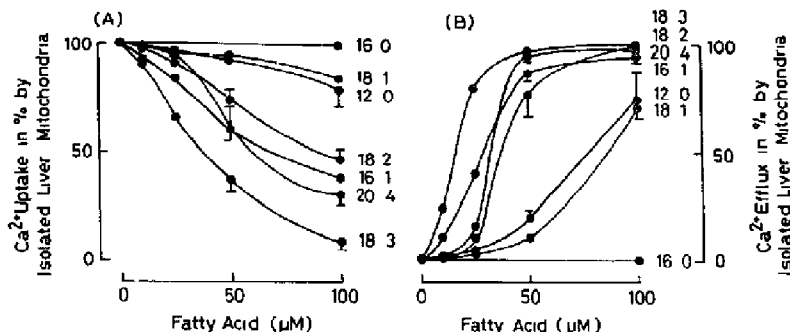 (A)
Ca2+Uptake in % by
Isolated Liver Mitochondria
100
50
0
16 0
18 1
12 0
18 2
16 1
20 4
18 3
0 50 100
Fatty Acid (µM)
(B)
18 3
18 2
20 4
16 1
12 0
18 1
16 0
100
50
0
Ca2+Efflux in % by
Isolated Liver Mitochondria
0 50 100
Fatty Acid (µM)